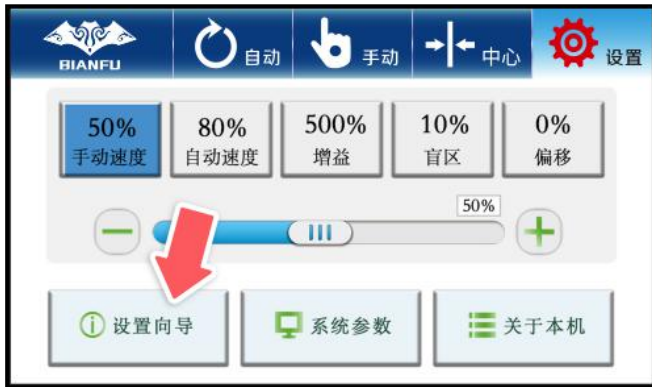 BIANFU
自动
手动
中心
设置
50%
手动速度
80%
自动速度
500%
增益
10%
盲区
0%
偏移
50%
设置向导
系统参数
关于本机